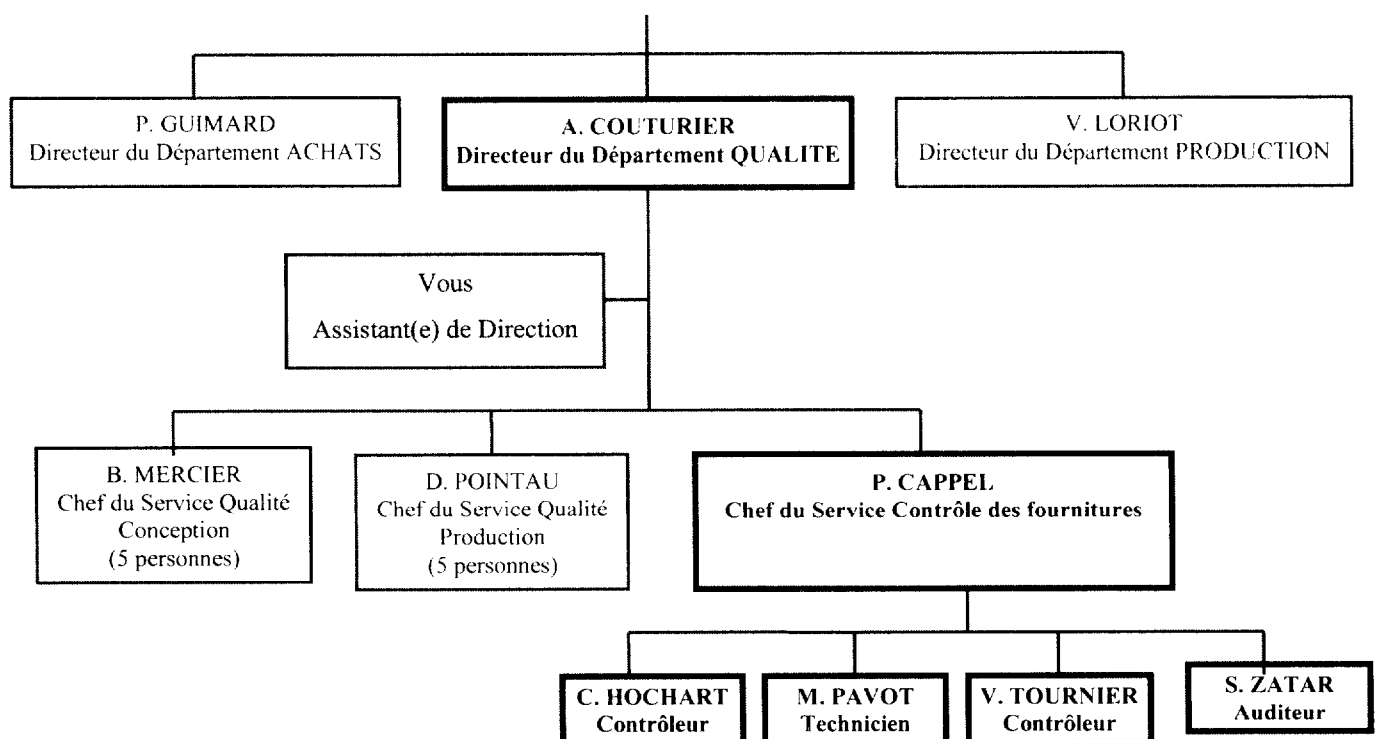 P. GUIMARD
Directeur du Département ACHATS
A. COUTURIER
Directeur du Département QUALITE
V. LORIOT
Directeur du Département PRODUCTION
Vous
Assistant(e) de Direction
B. MERCIER
Chef du Service Qualité
Conception
(5 personnes)
D. POINTAU
Chef du Service Qualité
Production
(5 personnes)
P. CAPPEL
Chef du Service Contrôle des fournitures
C. HOCHART
Contrôleur
M. PAVOT
Technicien
V. TOURNIER
Contrôleur
S. ZATAR
Auditeur